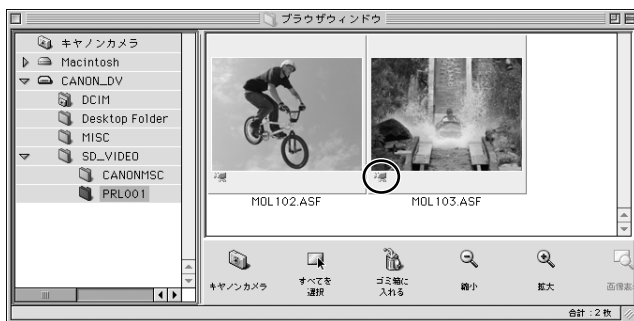 ブラウザウィンドウ
キヤノンカメラ
Macintosh
CANON_DV
DCIM
Desktop Folder
MISC
SD_VIDEO
CANONMSC
PRL001
MOL102.ASF
MOL103.ASF
キヤノンカメラ
すべてを
選択
ゴミ箱に
入れる
縮小
拡大
合計:2枚